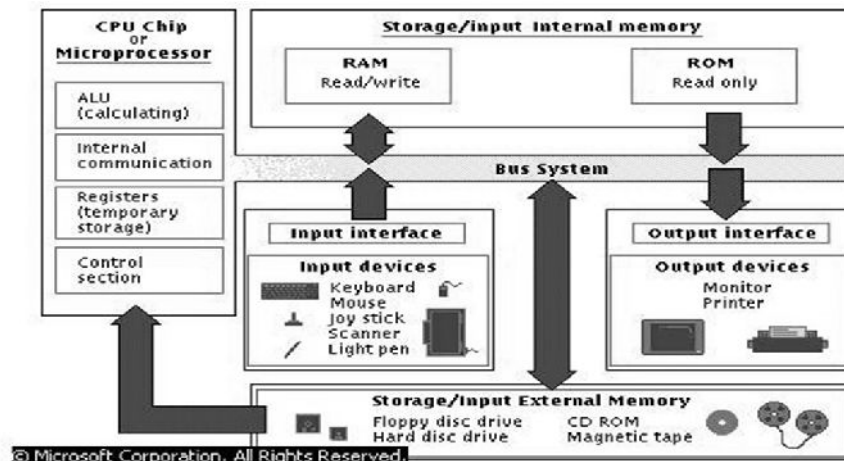 CPU Chip
or
Microprocessor
ALU
(calculating)
Internal
communication
Registers
(temporary
storage)
Control
section
Storage/input Internal memory
RAM
Read/write
ROM
Read only
Bus System
Input interface
Input devices
Keyboard
Mouse
Joy stick
Scanner
Light pen
Output interface
Output devices
Monitor
Printer
Storage/Input External Memory
Floppy disc drive
Hard disc drive
CD ROM
Magnetic tape
© Microsoft Corporation. All Rights Reserved.